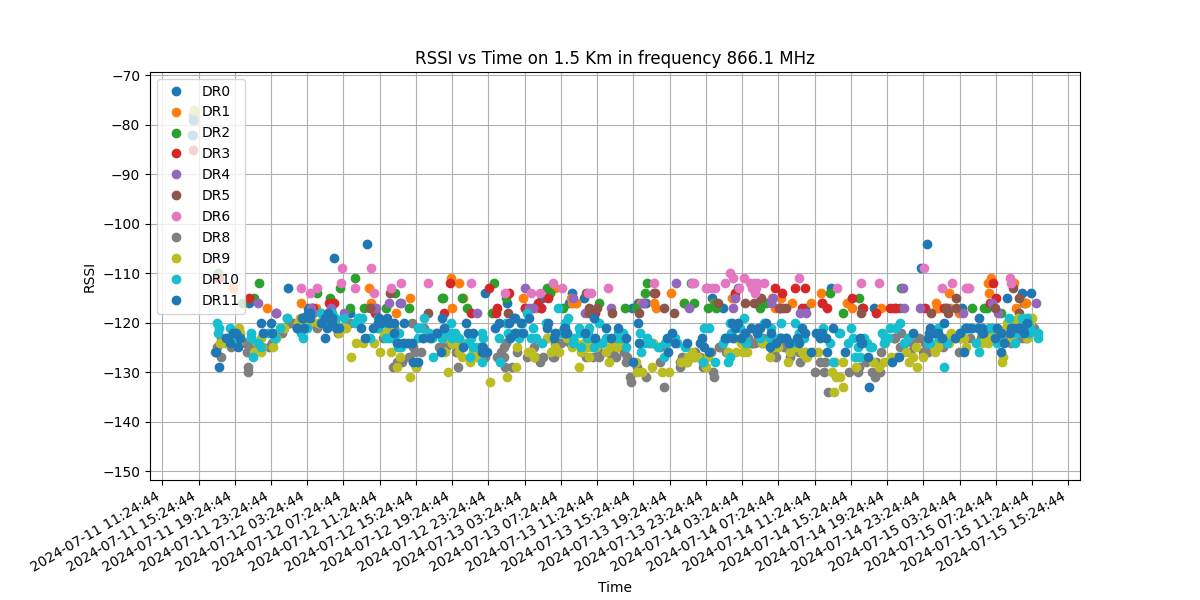 RSSI vs Time on 1.5 Km in frequency 866.1 MHz
RSSI
−70
−80
−90
−100
−110
−120
−130
−140
−150
DR0
DR1
DR2
DR3
DR4
DR5
DR6
DR8
DR9
DR10
DR11
2024-07-11 11:24:44
2024-07-11 15:24:44
2024-07-11 19:24:44
2024-07-11 23:24:44
2024-07-12 03:24:44
2024-07-12 07:24:44
2024-07-12 11:24:44
2024-07-12 15:24:44
2024-07-12 19:24:44
2024-07-12 23:24:44
2024-07-13 03:24:44
2024-07-13 07:24:44
2024-07-13 11:24:44
2024-07-13 15:24:44
2024-07-13 19:24:44
2024-07-13 23:24:44
2024-07-14 03:24:44
2024-07-14 07:24:44
2024-07-14 11:24:44
2024-07-14 15:24:44
2024-07-14 19:24:44
2024-07-14 23:24:44
2024-07-15 03:24:44
2024-07-15 07:24:44
2024-07-15 11:24:44
2024-07-15 15:24:44
Time